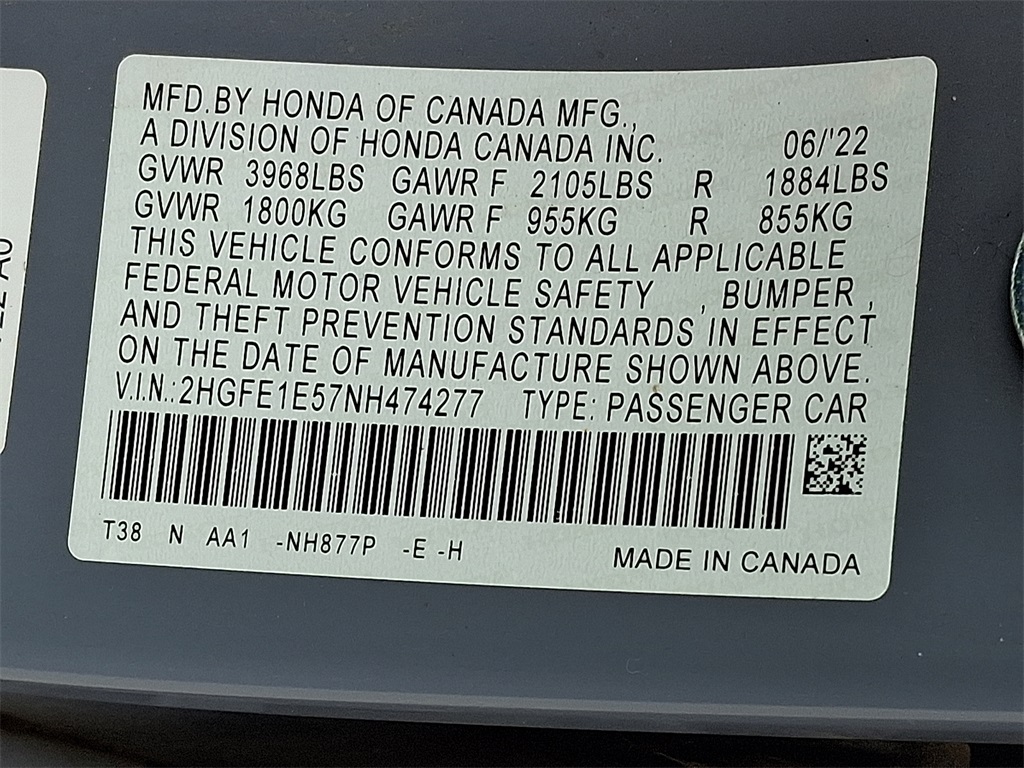 MFD.BY HONDA OF CANADA MFG.,
A DIVISION OF HONDA CANADA INC. 06/'22
GVWR 3968LBS GAWR F 2105LBS R 1884LBS
GVWR 1800KG GAWR F 955KG R 855KG
THIS VEHICLE CONFORMS TO ALL APPLICABLE
FEDERAL MOTOR VEHICLE SAFETY , BUMPER ,
AND THEFT PREVENTION STANDARDS IN EFFECT
ON THE DATE OF MANUFACTURE SHOWN ABOVE.
V.I.N.:2HGFE1E57NH474277 TYPE: PASSENGER CAR
T38 N AA1 -NH877P -E -H MADE IN CANADA